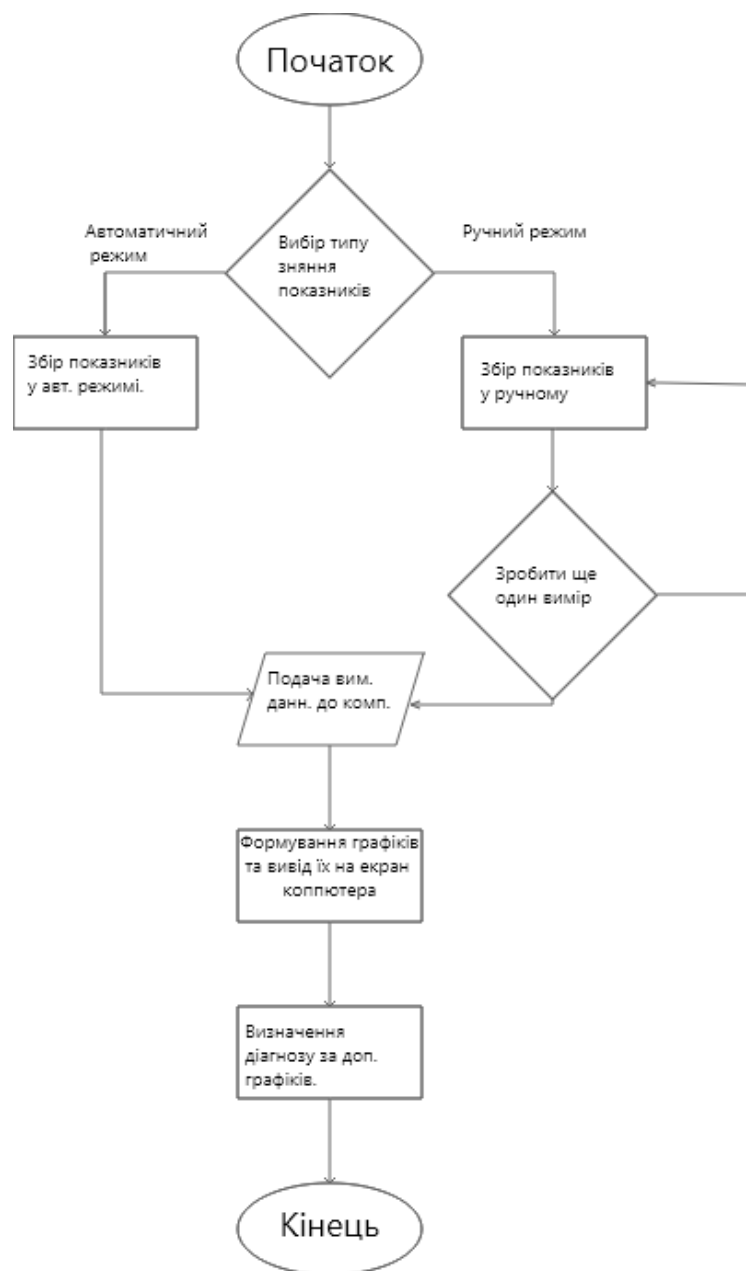 Початок
Вибір типу
зняння
показників
Автоматичний
режим
Ручний режим
Збір показників
у авт. режимі.
Збір показників
у ручному
Зробити ще
один вимір
Подача вим.
данн. до комп.
Формування графіків
та вивід їх на екран
коппютера
Визначення
діагнозу за доп.
графіків.
Кінець